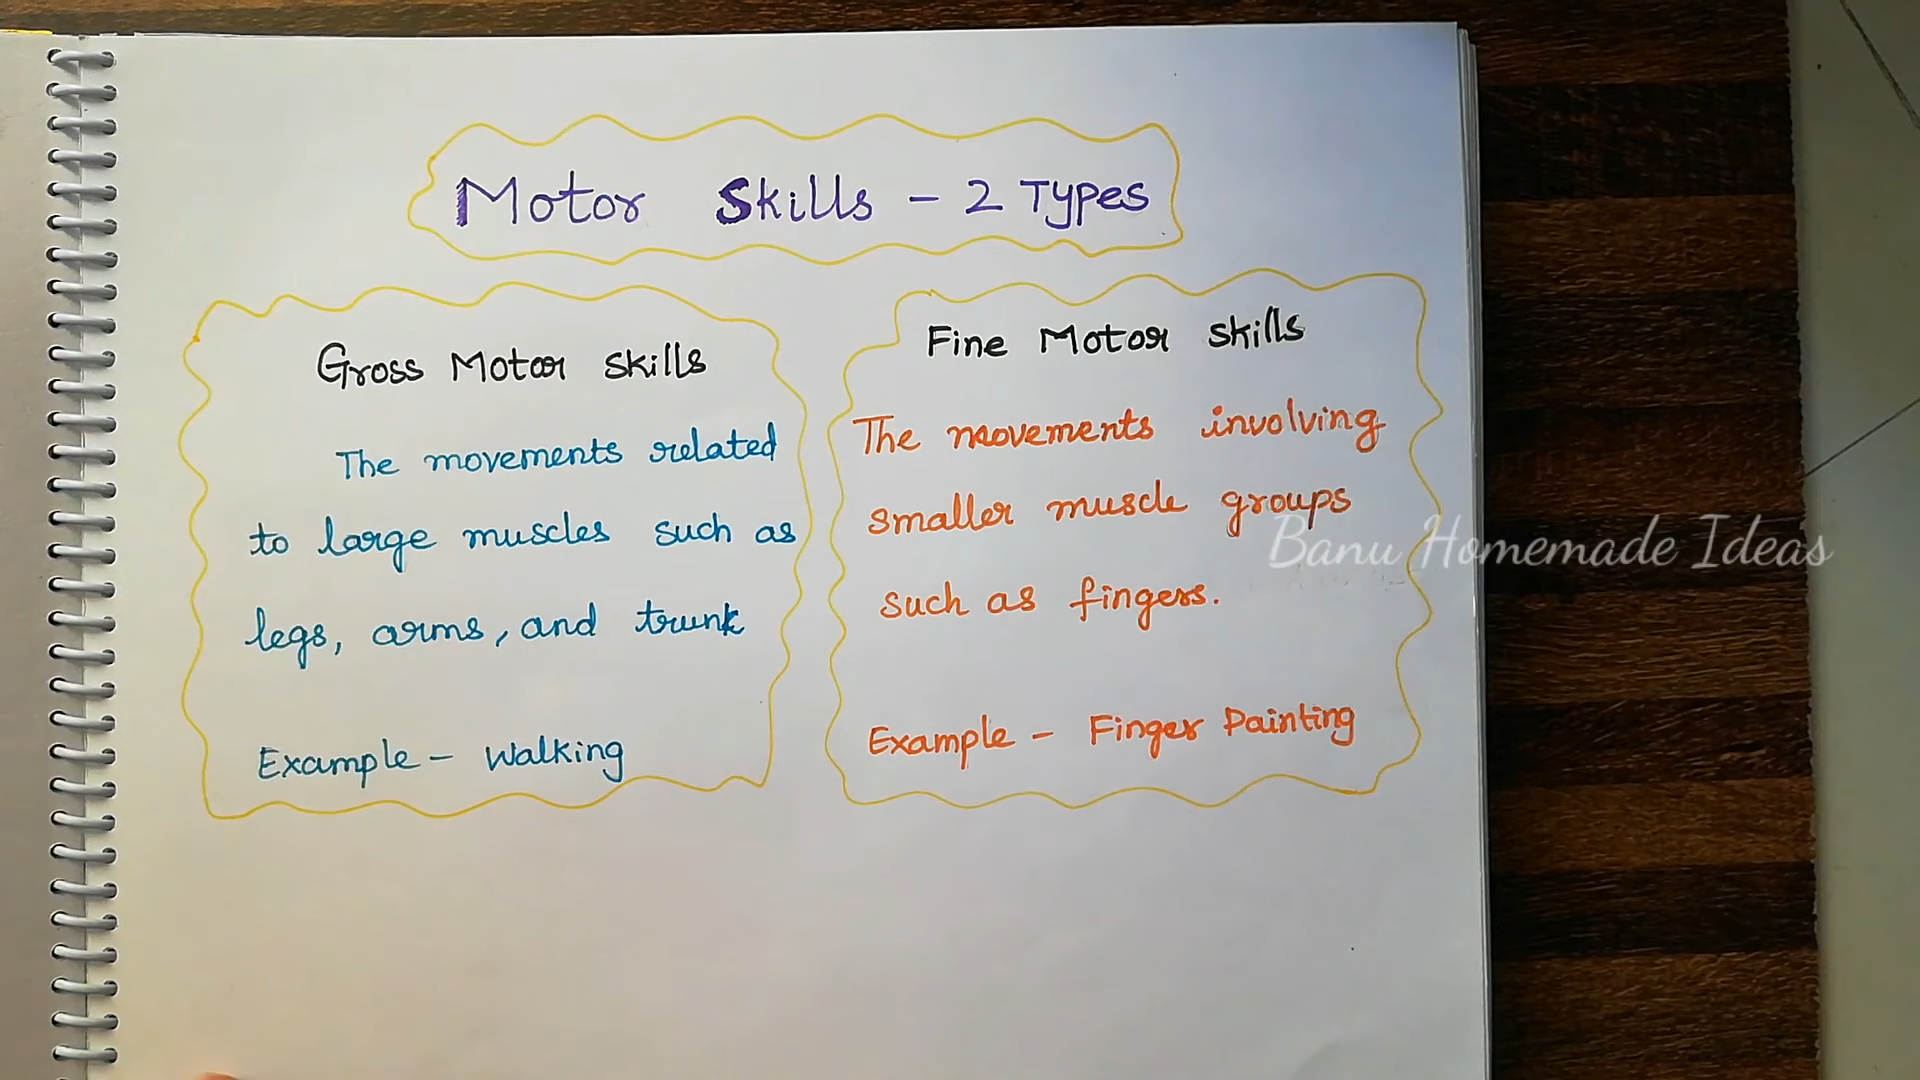 Motor Skills - 2 Types
Gross Motor skills
The movements related
to large muscles such as
legs, arms, and trunk
Example - Walking
Fine Motor skills
The movements involving
smaller muscle groups
such as fingers.
Example - Finger Painting
Banu Homemade Ideas